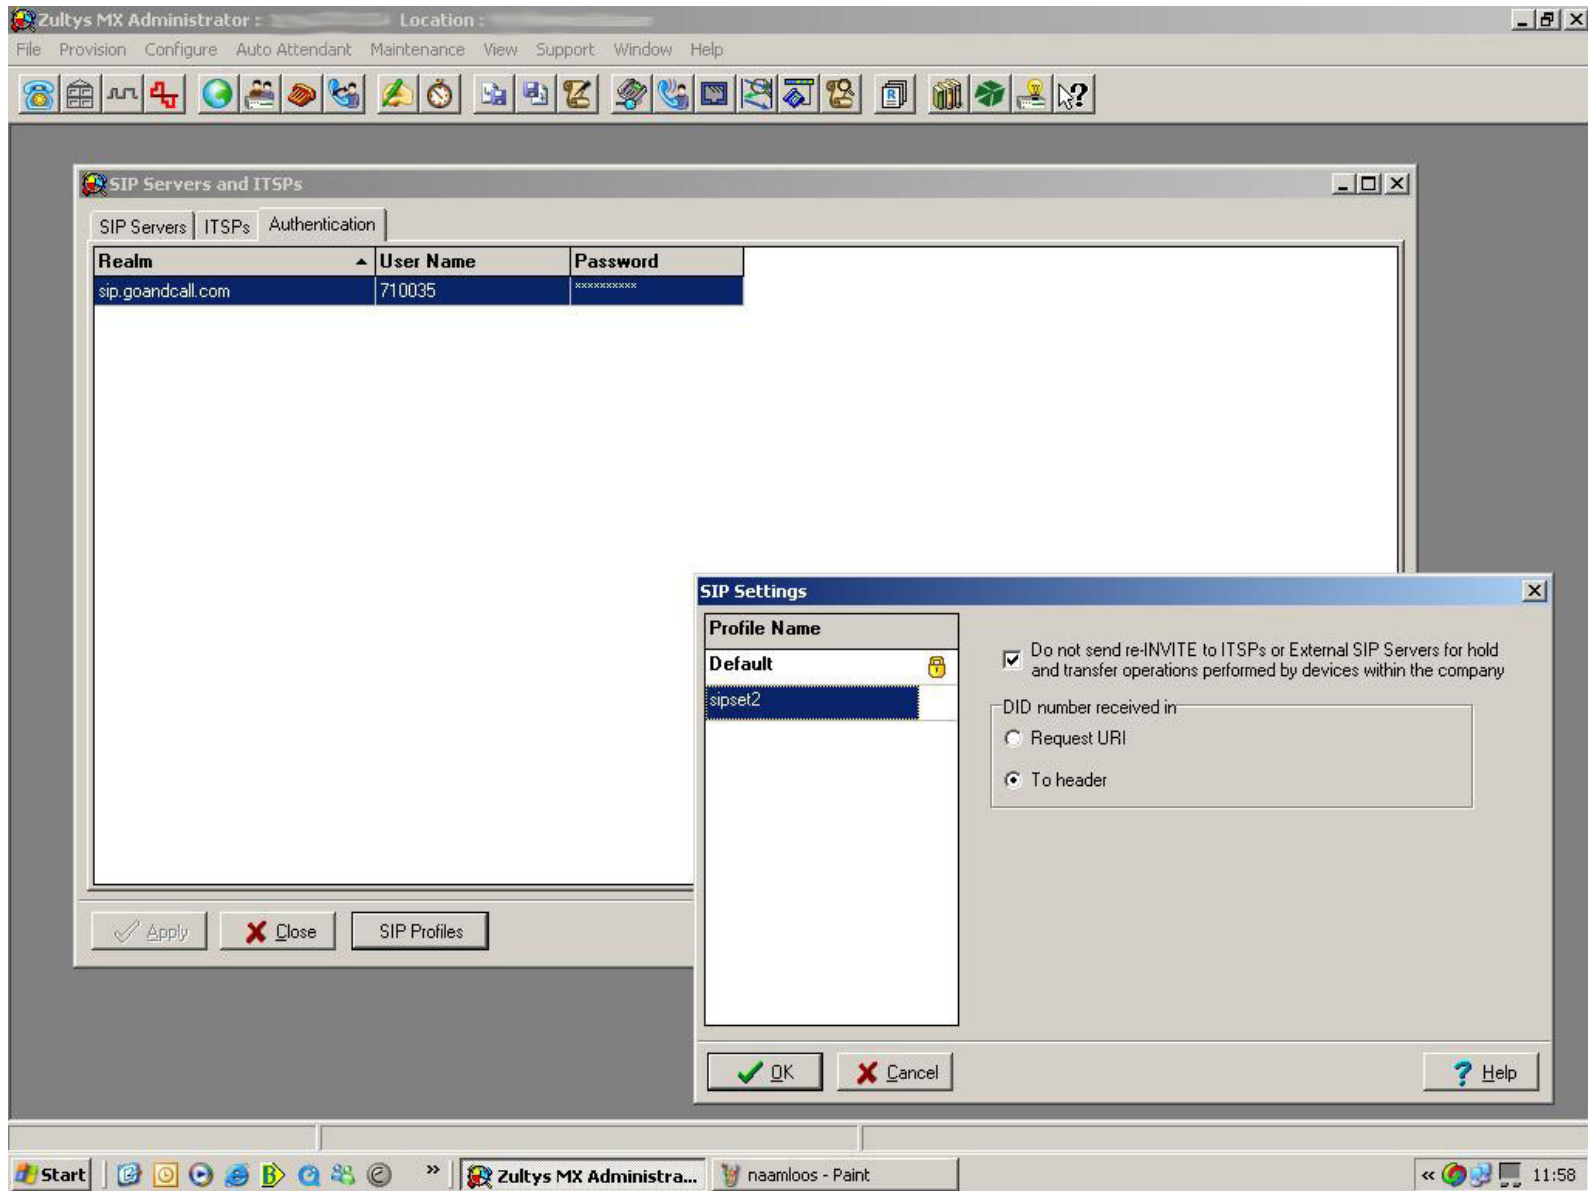 Zultys MX Administrator : Location :
File Provision Configure Auto Attendant Maintenance View Support Window Help
SIP Servers and ITSPs
SIP Servers ITSPs Authentication
Realm User Name Password
sip.goandcall.com 710035 **********
SIP Settings
Profile Name
Default
sipset2
Do not send re-INVITE to ITSPs or External SIP Servers for hold
and transfer operations performed by devices within the company
DID number received in
Request URI
To header
Apply Close SIP Profiles
OK Cancel Help
Start » Zultys MX Administra... naamloos - Paint « 11:58